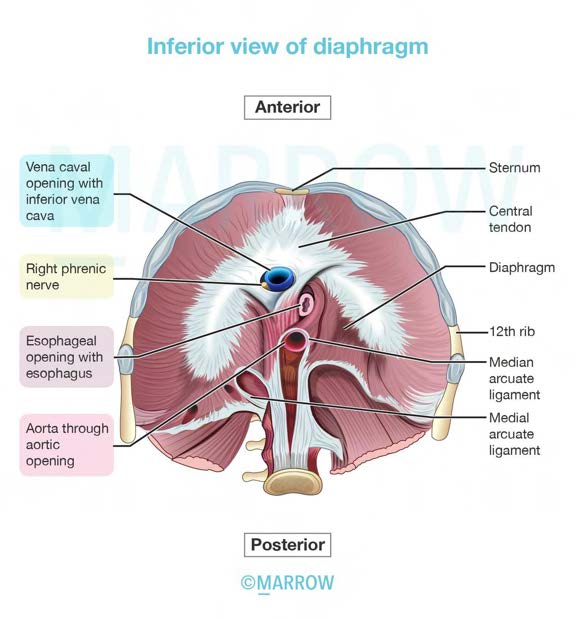 Inferior view of diaphragm
Anterior
MARROW
Vena caval
opening with
inferior vena
cava
Right phrenic
nerve
Esophageal
opening with
esophagus
Aorta through
aortic
opening
Sternum
Central
tendon
Diaphragm
12th rib
Median
arcuate
ligament
Medial
arcuate
ligament
Posterior
©MARROW